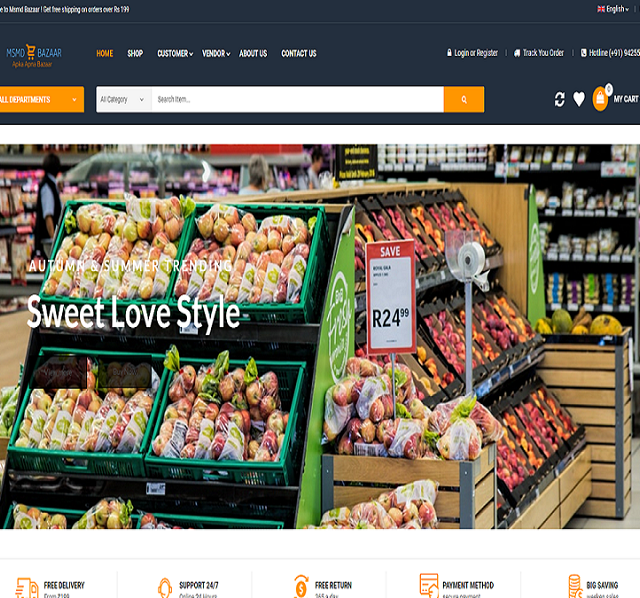 e to Msmd Bazaar ! Get free shipping on orders over Rs 199
English
MSMD BAZAAR
Apka Apna Bazaar
HOME SHOP CUSTOMER VENDOR ABOUT US CONTACT US
Login or Register | Track You Order | Hotline (+91) 94255
ALL DEPARTMENTS
All Category
Search item...
0
MY CART
SAVE
ROYAL GALA
R24 99
AUTUMN & SUMMER TRENDING
Sweet Love Style
Fresh
FREE DELIVERY
From ₹199
SUPPORT 24/7
Online 24 Hours
FREE RETURN
365 a day
PAYMENT METHOD
secure payment
BIG SAVING
weeken sales